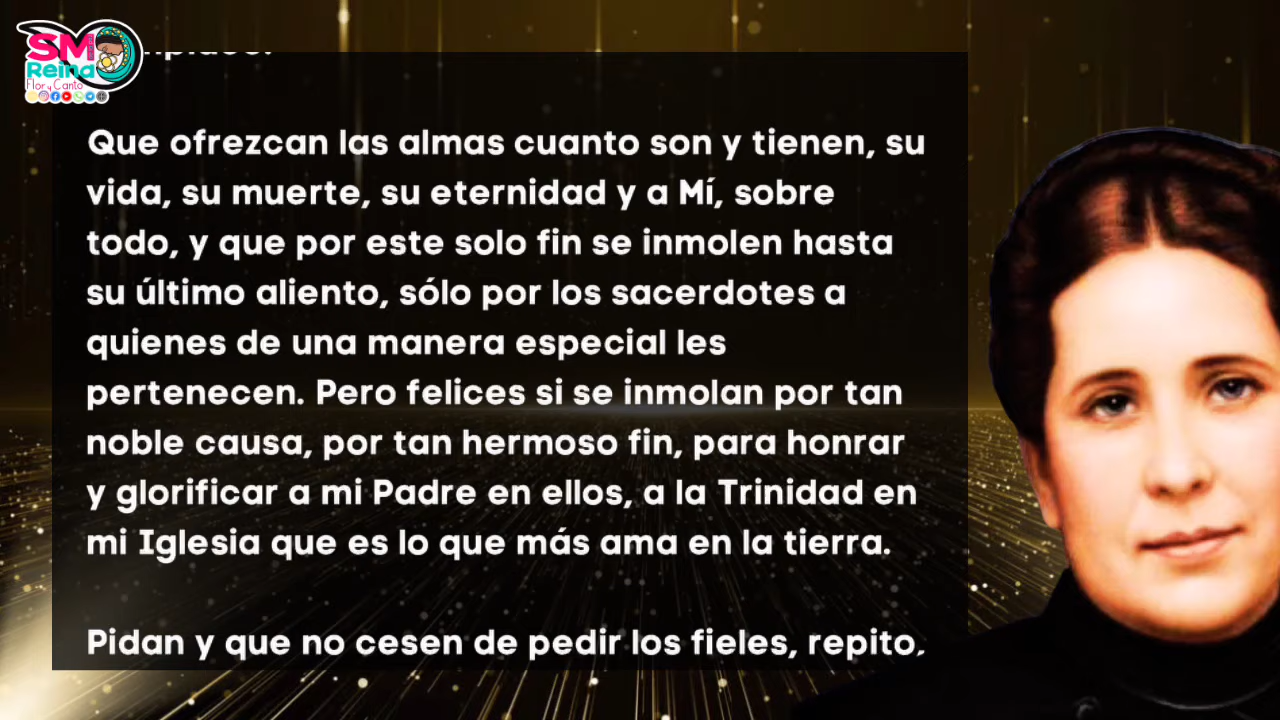 SM
Reina
Flor y Canto
Que ofrezcan las almas cuanto son y tienen, su
vida, su muerte, su eternidad y a Mí, sobre
todo, y que por este solo fin se inmolen hasta
su último aliento, sólo por los sacerdotes a
quienes de una manera especial les
pertenecen. Pero felices si se inmolan por tan
noble causa, por tan hermoso fin, para honrar
y glorificar a mi Padre en ellos, a la Trinidad en
mi Iglesia que es lo que más ama en la tierra.
Pidan y que no cesen de pedir los fieles, repito,